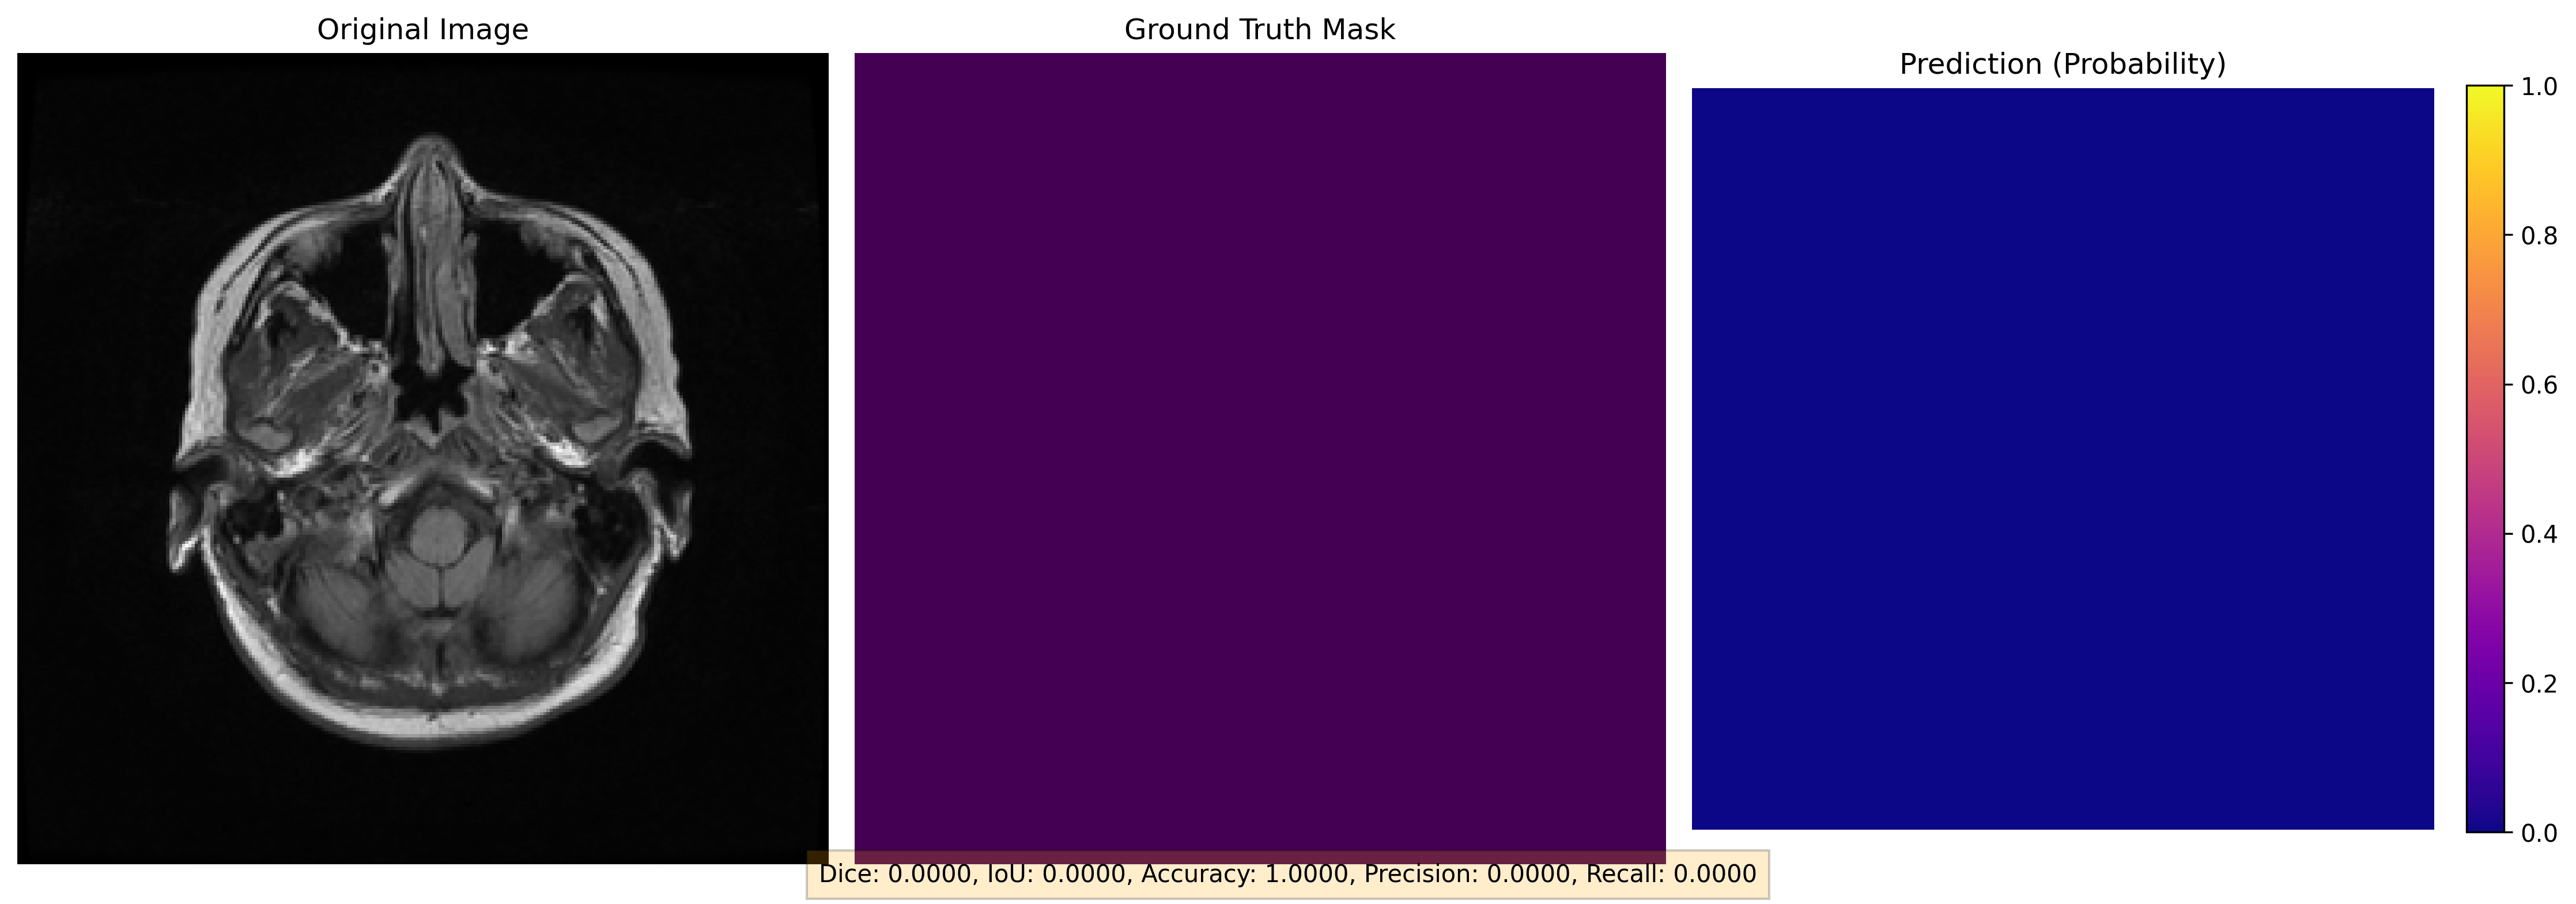 Original Image
Ground Truth Mask
Prediction (Probability)
1.0
0.8
0.6
0.4
0.2
0.0
Dice: 0.0000, IoU: 0.0000, Accuracy: 1.0000, Precision: 0.0000, Recall: 0.0000